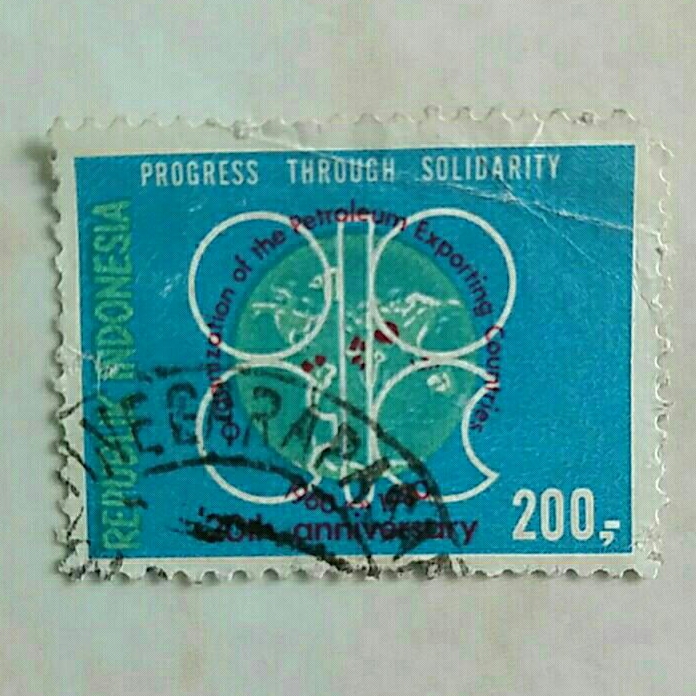 PROGRESS THROUGH SOLIDARITY
REPUBLIK INDONESIA
Organization of the Petroleum Exporting Countries
1960 - 1980
20th anniversary
200,-